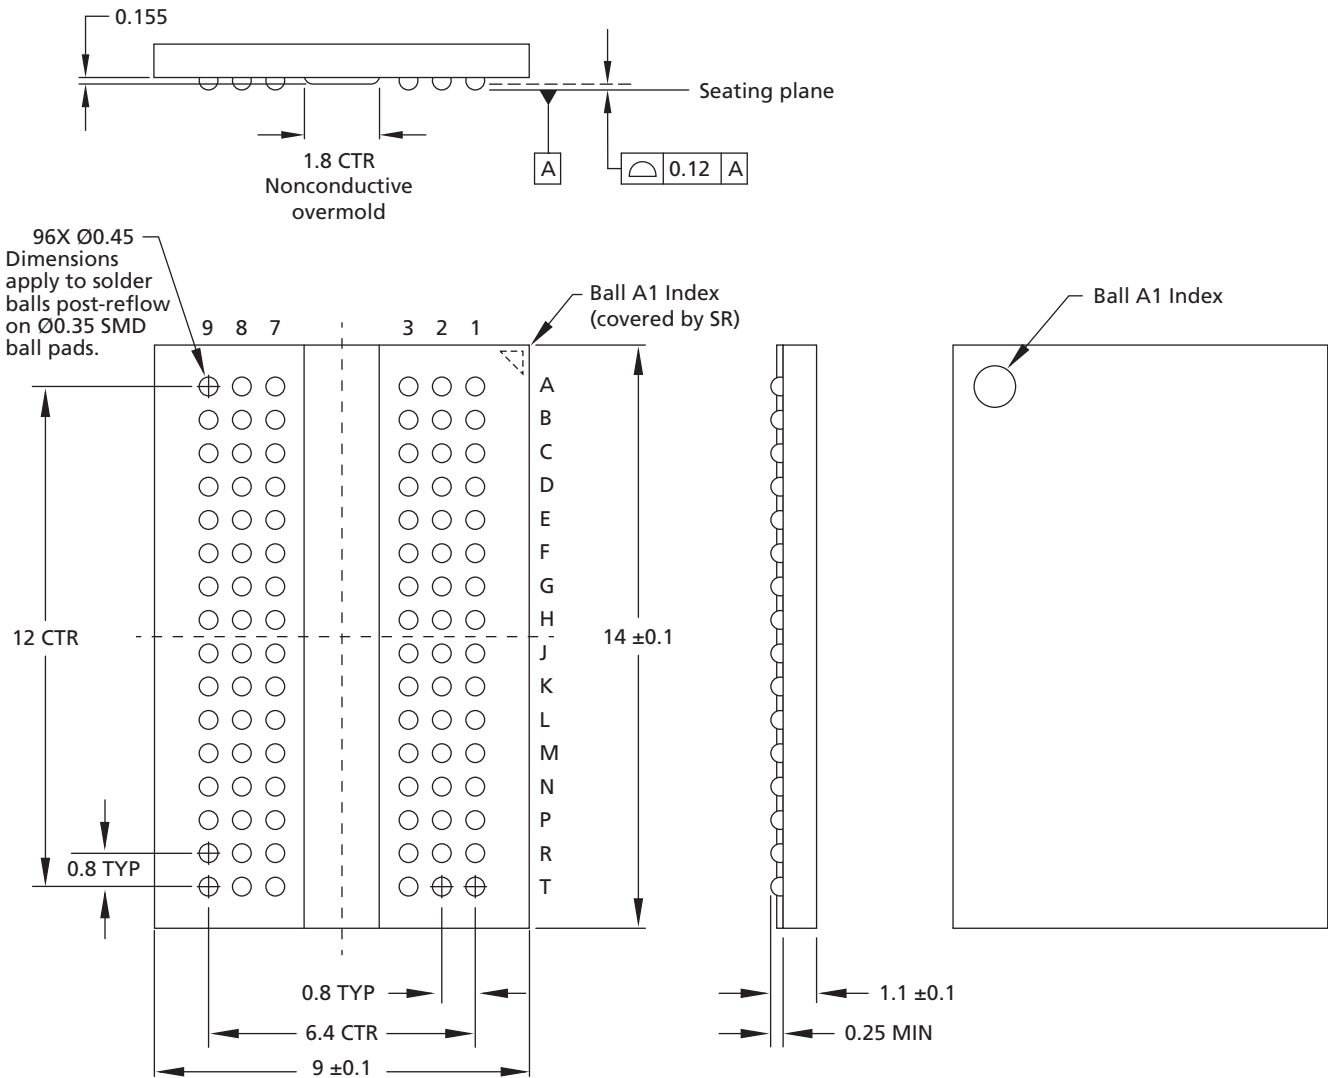 0.155
Seating plane
1.8 CTR
Nonconductive
overmold
A
0.12 A
96X Ø0.45
Dimensions
apply to solder
balls post-reflow
on Ø0.35 SMD
ball pads.
Ball A1 Index
(covered by SR)
Ball A1 Index
9 8 7 3 2 1
A
B
C
D
E
F
G
H
12 CTR
14 ±0.1
J
K
L
M
N
P
R
0.8 TYP
T
0.8 TYP
1.1 ±0.1
6.4 CTR
0.25 MIN
9 ±0.1